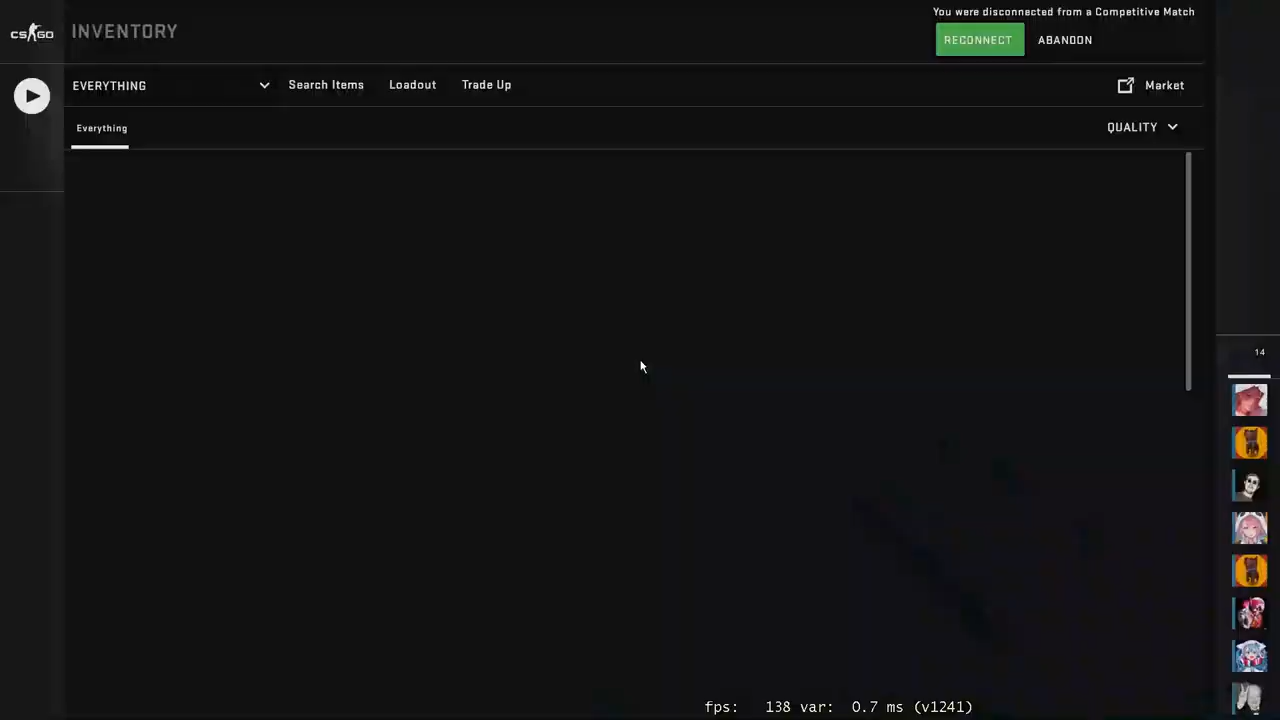 You were disconnected from a Competitive Match
CS GO INVENTORY
RECONNECT ABANDON
EVERYTHING Search Items Loadout Trade Up Market
Everything QUALITY
14
fps: 138 var: 0.7 ms (v1241)